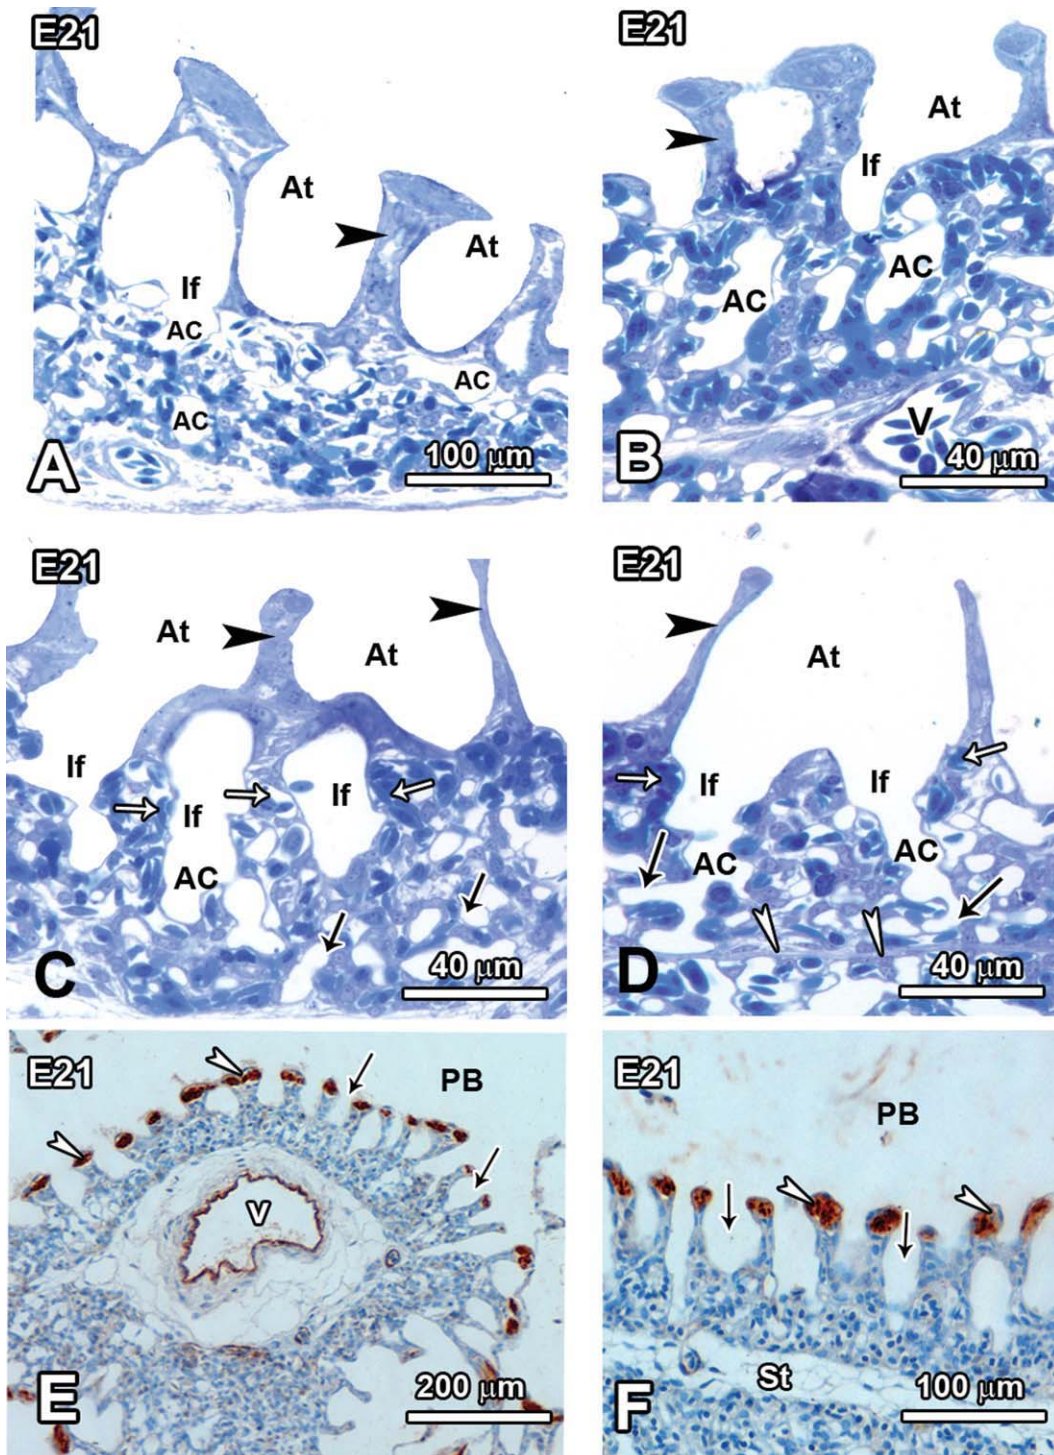 E21
At
At
If
AC
AC
AC
A
100 µm
E21
At
If
AC
AC
V
B
40 µm
E21
At
At
If
If
If
AC
C
40 µm
E21
At
If
If
AC
AC
D
40 µm
E21
PB
V
E
200 µm
E21
PB
St
F
100 µm